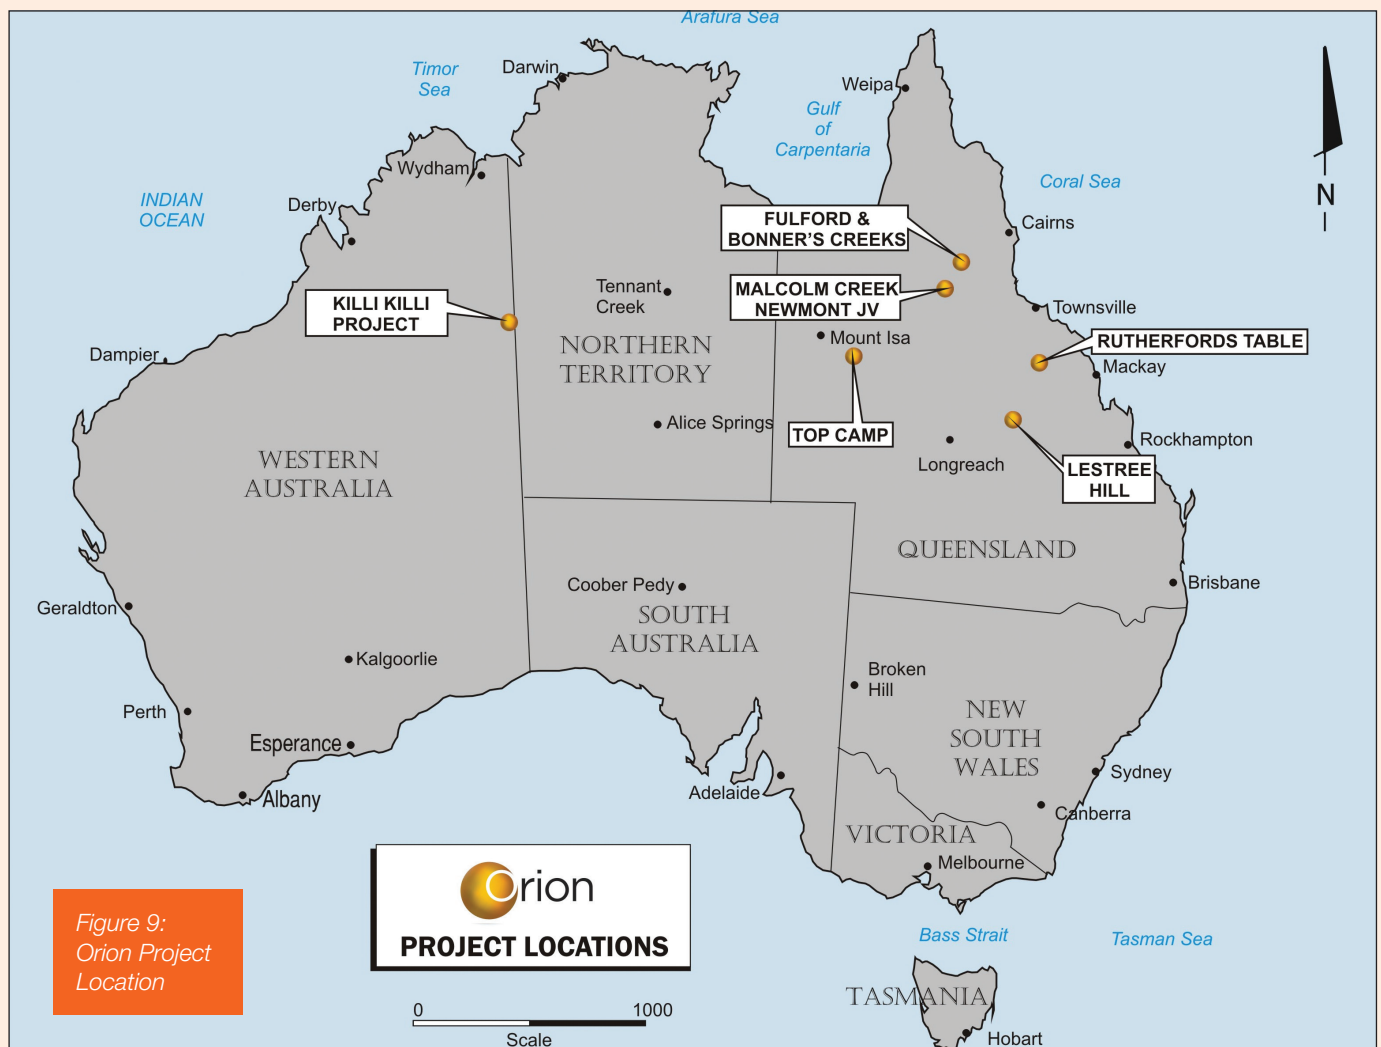 Arafura Sea
Timor
Sea
Darwin
Weipa
Gulf
of
Carpentaria
Wydham
INDIAN
OCEAN
Derby
Coral Sea
N
Cairns
FULFORD &
BONNER'S CREEKS
Tennant
Creek
MALCOLM CREEK
NEWMONT JV
KILLI KILLI
PROJECT
Townsville
NORTHERN
TERRITORY
Mount Isa
RUTHERFORDS TABLE
Dampier
Mackay
Alice Springs
TOP CAMP
Rockhampton
Longreach
LESTREE
HILL
WESTERN
AUSTRALIA
QUEENSLAND
Coober Pedy
Brisbane
Geraldton
SOUTH
AUSTRALIA
Kalgoorlie
Broken
Hill
Perth
NEW
SOUTH
WALES
Esperance
Sydney
Adelaide
Albany
Canberra
VICTORIA
Melbourne
Orion
PROJECT LOCATIONS
Figure 9:
Orion Project
Location
Bass Strait
Tasman Sea
TASMANIA
0 1000
Scale
Hobart